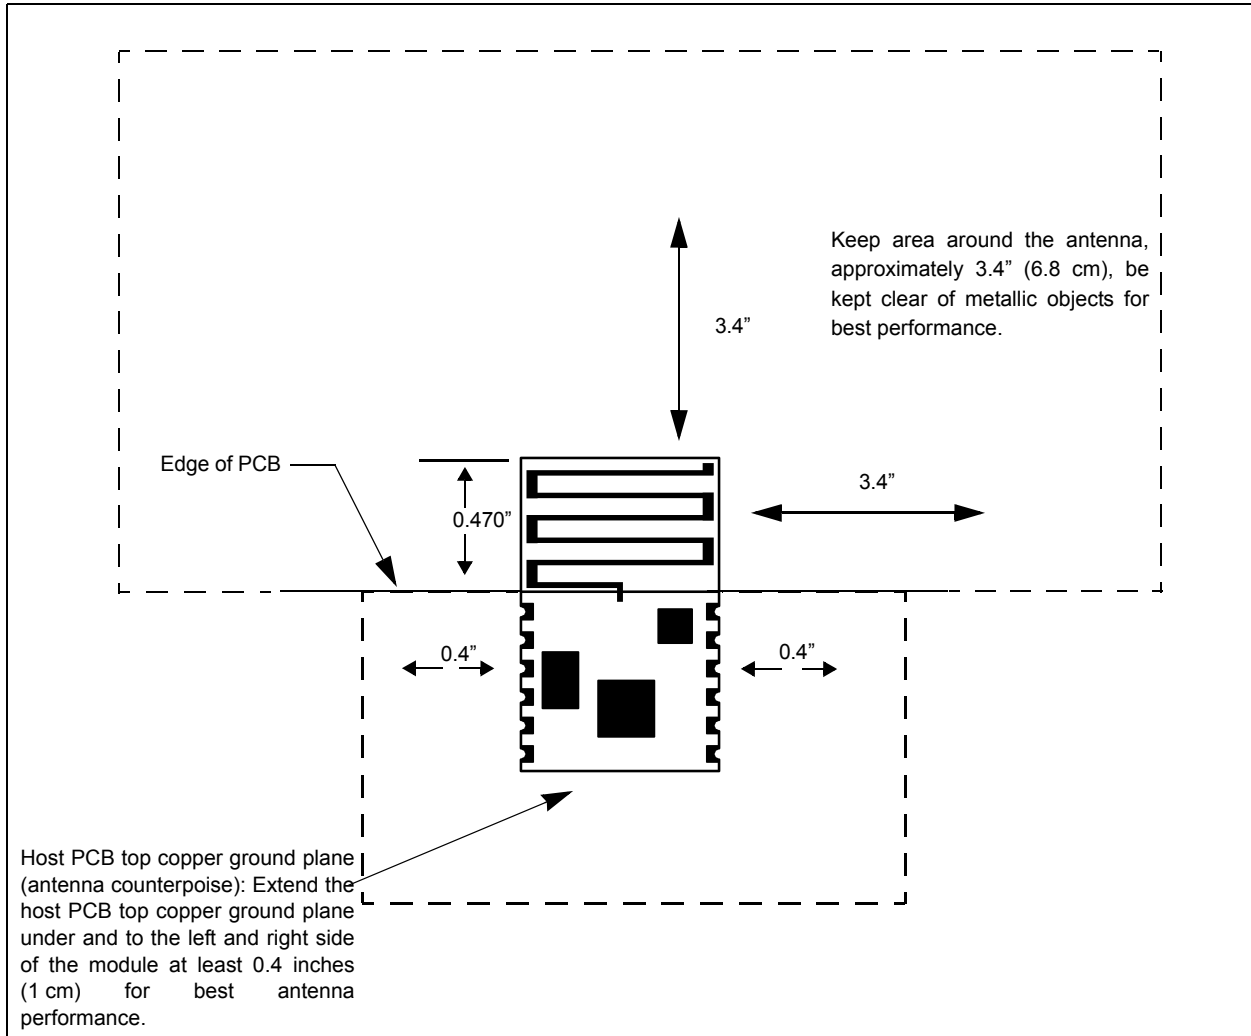 Keep area around the antenna,
approximately 3.4” (6.8 cm), be
kept clear of metallic objects for
best performance.
3.4”
Edge of PCB
3.4”
0.470”
0.4”
0.4”
Host PCB top copper ground plane
(antenna counterpoise): Extend the
host PCB top copper ground plane
under and to the left and right side
of the module at least 0.4 inches
(1 cm) for best antenna
performance.